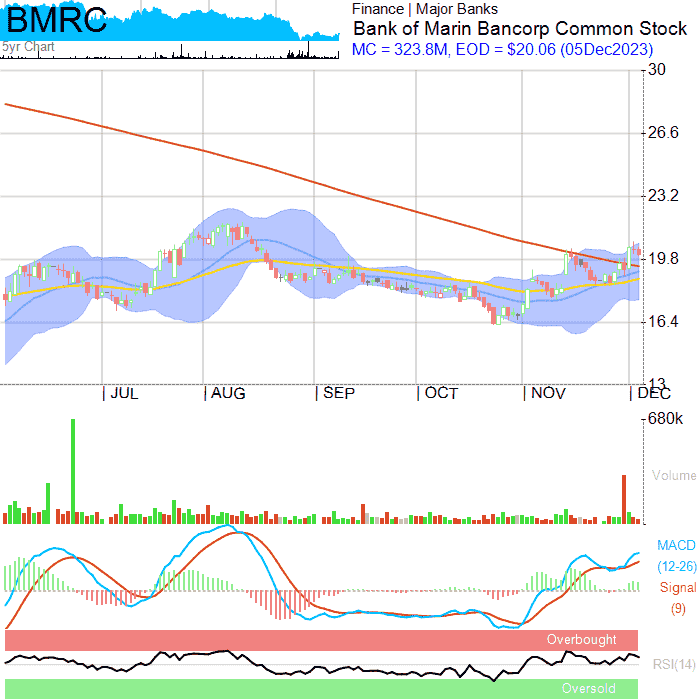 BMRC
5yr Chart
Finance | Major Banks
Bank of Marin Bancorp Common Stock
MC = 323.8M, EOD = $20.06 (05Dec2023)
30
26.6
23.2
19.8
16.4
13
| JUL | AUG | SEP | OCT | NOV | DEC
680k
Volume
MACD
(12-26)
Signal
(9)
Overbought
RSI(14)
Oversold